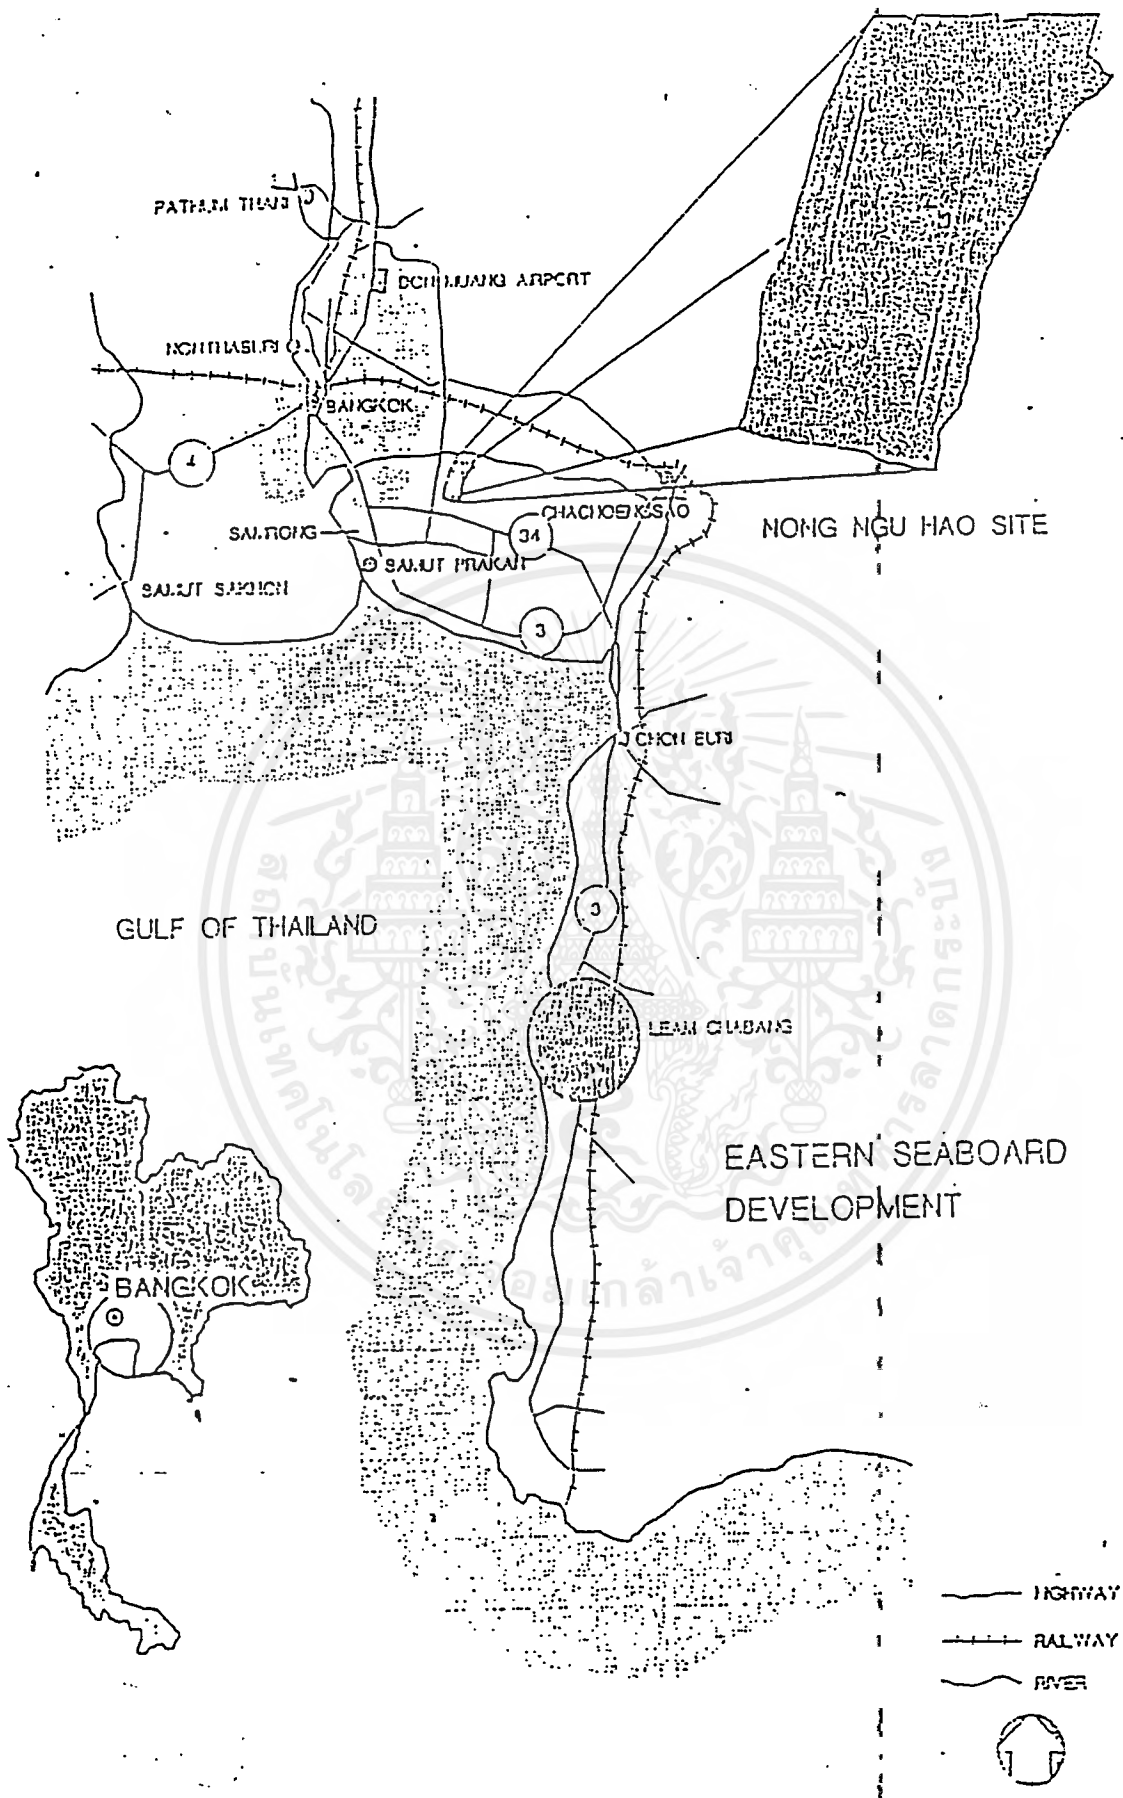 PATHUM THANI
DON MUANG AIRPORT
NONTHABURI
BANGKOK
4
CHACHOENGSAO
NONG NGU HAO SITE
SAMRONG
34
SAMUT PRAKAN
SAMUT SAKHON
3
CHON BURI
GULF OF THAILAND
3
LEAM CHABANG
EASTERN SEABOARD
DEVELOPMENT
BANGKOK
HIGHWAY
RAILWAY
RIVER